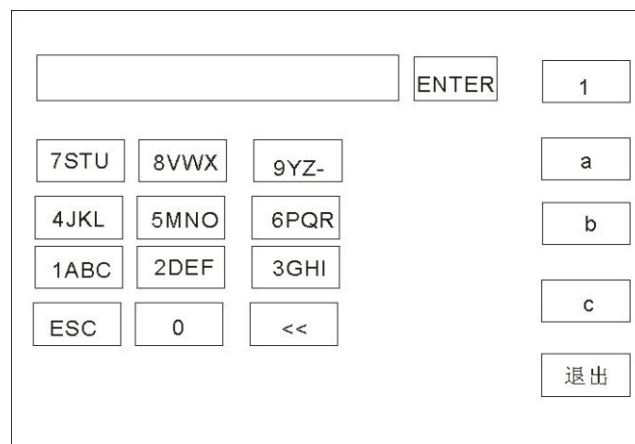 ENTER
1
7STU 8VWX 9YZ-
a
4JKL 5MNO 6PQR
b
1ABC 2DEF 3GHI
c
ESC 0 <<
退出